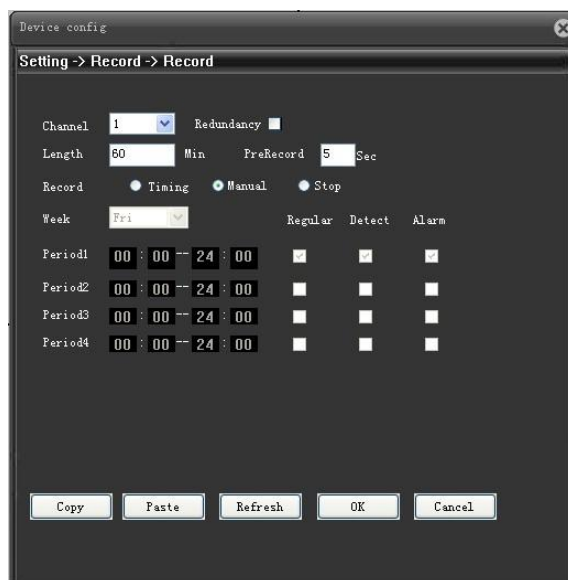 Device config
Setting -> Record -> Record
Channel 1 Redundancy
Length 60 Min PreRecord 5 Sec
Record Timing Manual Stop
Week Fri Regular Detect Alarm
Period1 00 : 00 -- 24 : 00
Period2 00 : 00 -- 24 : 00
Period3 00 : 00 -- 24 : 00
Period4 00 : 00 -- 24 : 00
Copy Paste Refresh OK Cancel